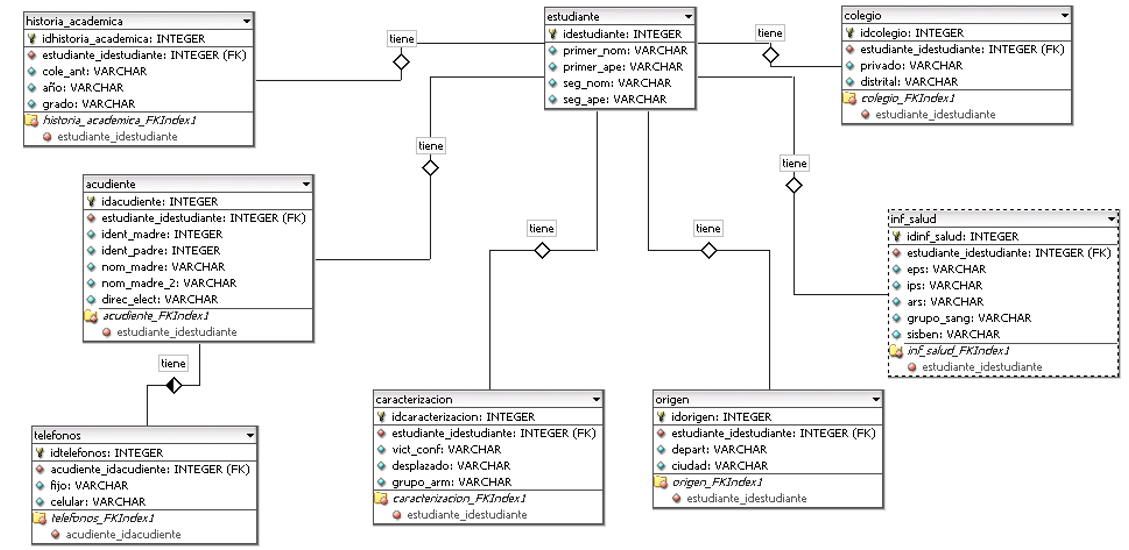 historia_academica
idhistoria_academica: INTEGER
estudiante_idestudiante: INTEGER (FK)
cole_ant: VARCHAR
año: VARCHAR
grado: VARCHAR
historia_academica_FKIndex1
estudiante_idestudiante
tiene
estudiante
idestudiante: INTEGER
primer_nom: VARCHAR
primer_ape: VARCHAR
seg_nom: VARCHAR
seg_ape: VARCHAR
tiene
colegio
idcolegio: INTEGER
estudiante_idestudiante: INTEGER (FK)
privado: VARCHAR
distrital: VARCHAR
colegio_FKIndex1
estudiante_idestudiante
tiene
tiene
acudiente
idacudiente: INTEGER
estudiante_idestudiante: INTEGER (FK)
ident_madre: INTEGER
ident_padre: INTEGER
nom_madre: VARCHAR
nom_madre_2: VARCHAR
direc_elect: VARCHAR
acudiente_FKIndex1
estudiante_idestudiante
tiene
tiene
inf_salud
idinf_salud: INTEGER
estudiante_idestudiante: INTEGER (FK)
eps: VARCHAR
ips: VARCHAR
ars: VARCHAR
grupo_sang: VARCHAR
sisben: VARCHAR
inf_salud_FKIndex1
estudiante_idestudiante
tiene
telefonos
idtelefonos: INTEGER
acudiente_idacudiente: INTEGER (FK)
fijo: VARCHAR
celular: VARCHAR
telefonos_FKIndex1
acudiente_idacudiente
caracterizacion
idcaracterizacion: INTEGER
estudiante_idestudiante: INTEGER (FK)
vict_conf: VARCHAR
desplazado: VARCHAR
grupo_arm: VARCHAR
caracterizacion_FKIndex1
estudiante_idestudiante
origen
idorigen: INTEGER
estudiante_idestudiante: INTEGER (FK)
depart: VARCHAR
ciudad: VARCHAR
origen_FKIndex1
estudiante_idestudiante